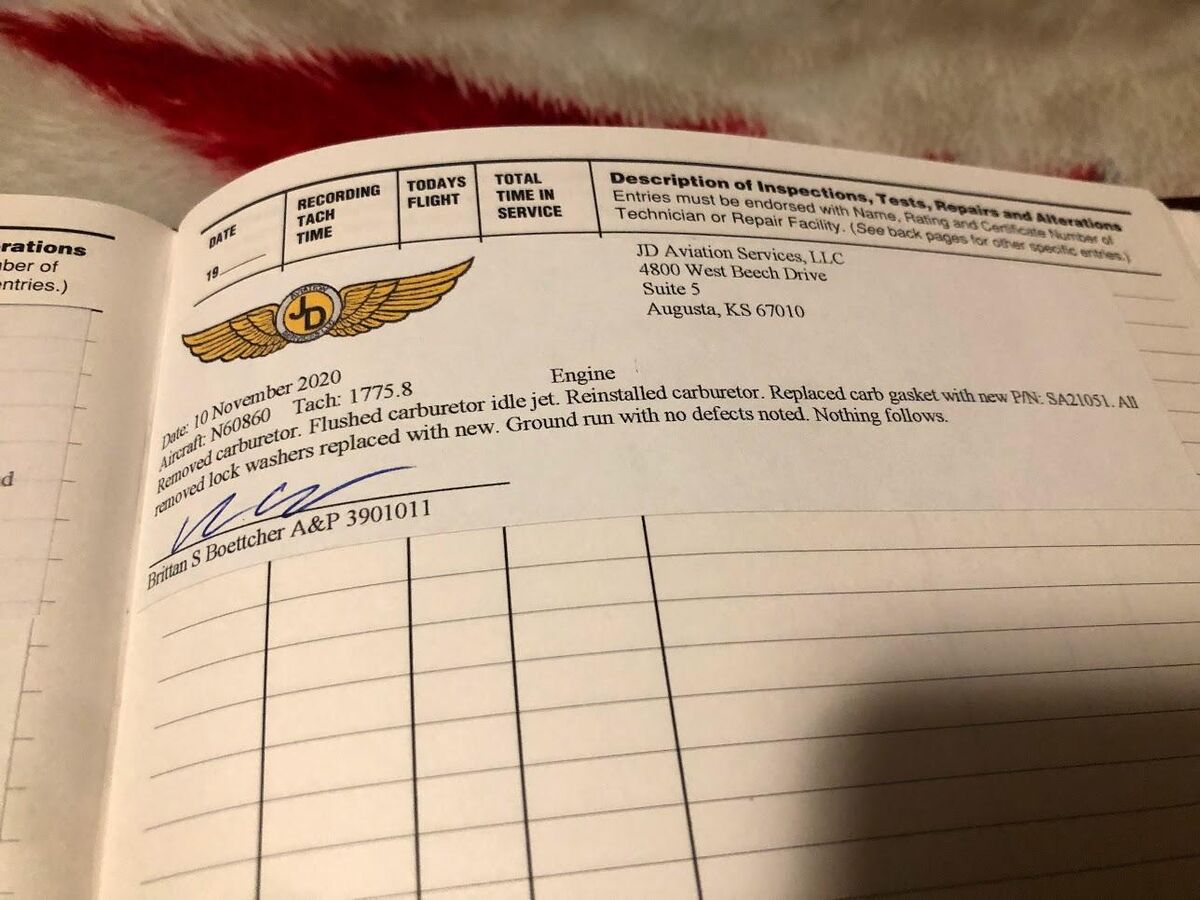 rations
ber of
entries.)
d
DATE
19
RECORDING
TACH
TIME
TODAYS
FLIGHT
TOTAL
TIME IN
SERVICE
Description of Inspections, Tests, Repairs and Alterations
Entries must be endorsed with Name, Rating and Certificate Number of
Technician or Repair Facility. (See back pages for other specific entries.)
AVIATION
JD
JD Aviation Services, LLC
4800 West Beech Drive
Suite 5
Augusta, KS 67010
Date: 10 November 2020
Engine
Aircraft: N60860 Tach: 1775.8
Removed carburetor. Flushed carburetor idle jet. Reinstalled carburetor. Replaced carb gasket with new P/N: SA21051. All
removed lock washers replaced with new. Ground run with no defects noted. Nothing follows.
Brittan S Boettcher A&P 3901011